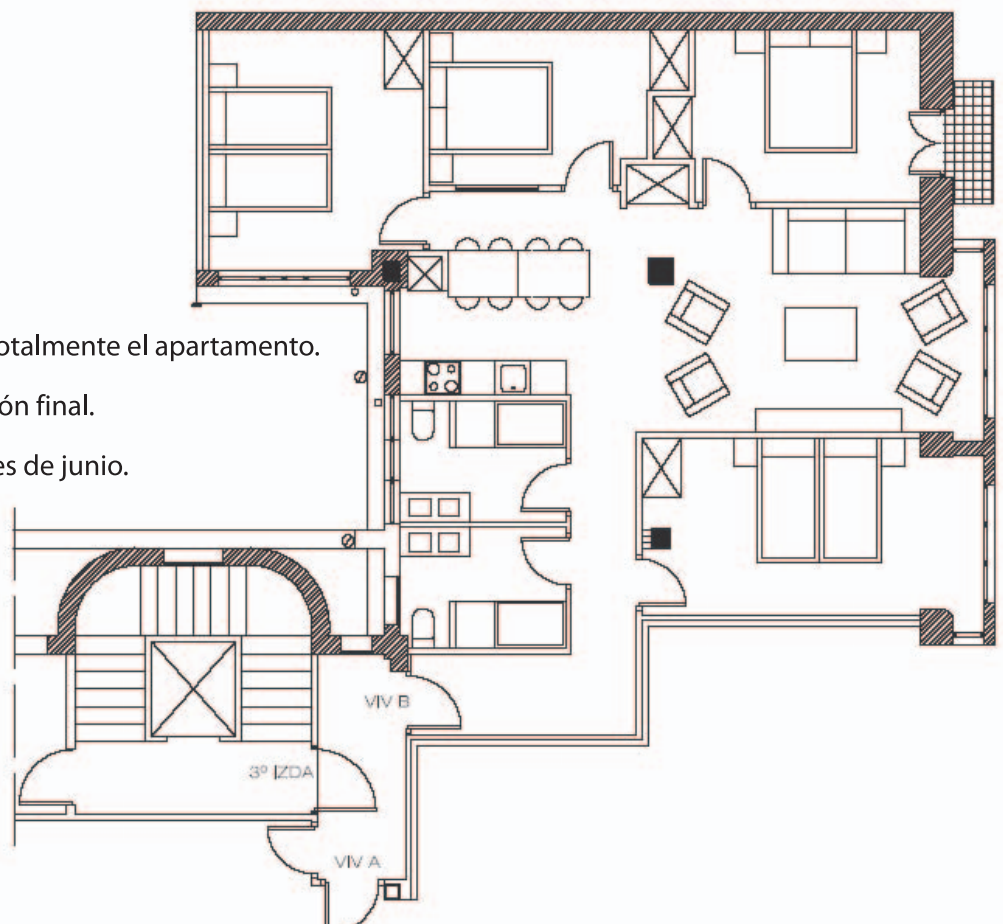 otalmente el apartamento.
ón final.
es de junio.
VIV B
3º IZDA
VIV A